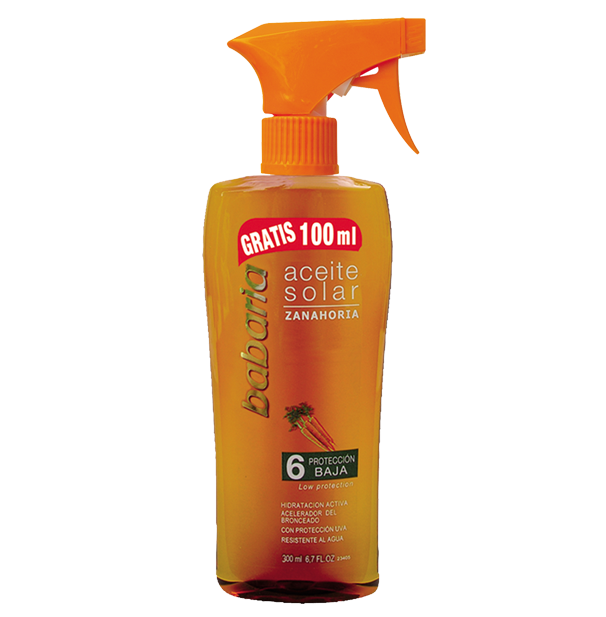 GRATIS 100 ml
babaria
aceite
solar
ZANAHORIA
6 PROTECCIÓN
BAJA
Low protection
HIDRATACION ACTIVA
ACELERADOR DEL
BRONCEADO
CON PROTECCIÓN UVA
RESISTENTE AL AGUA
300 ml 6,7 FL.OZ